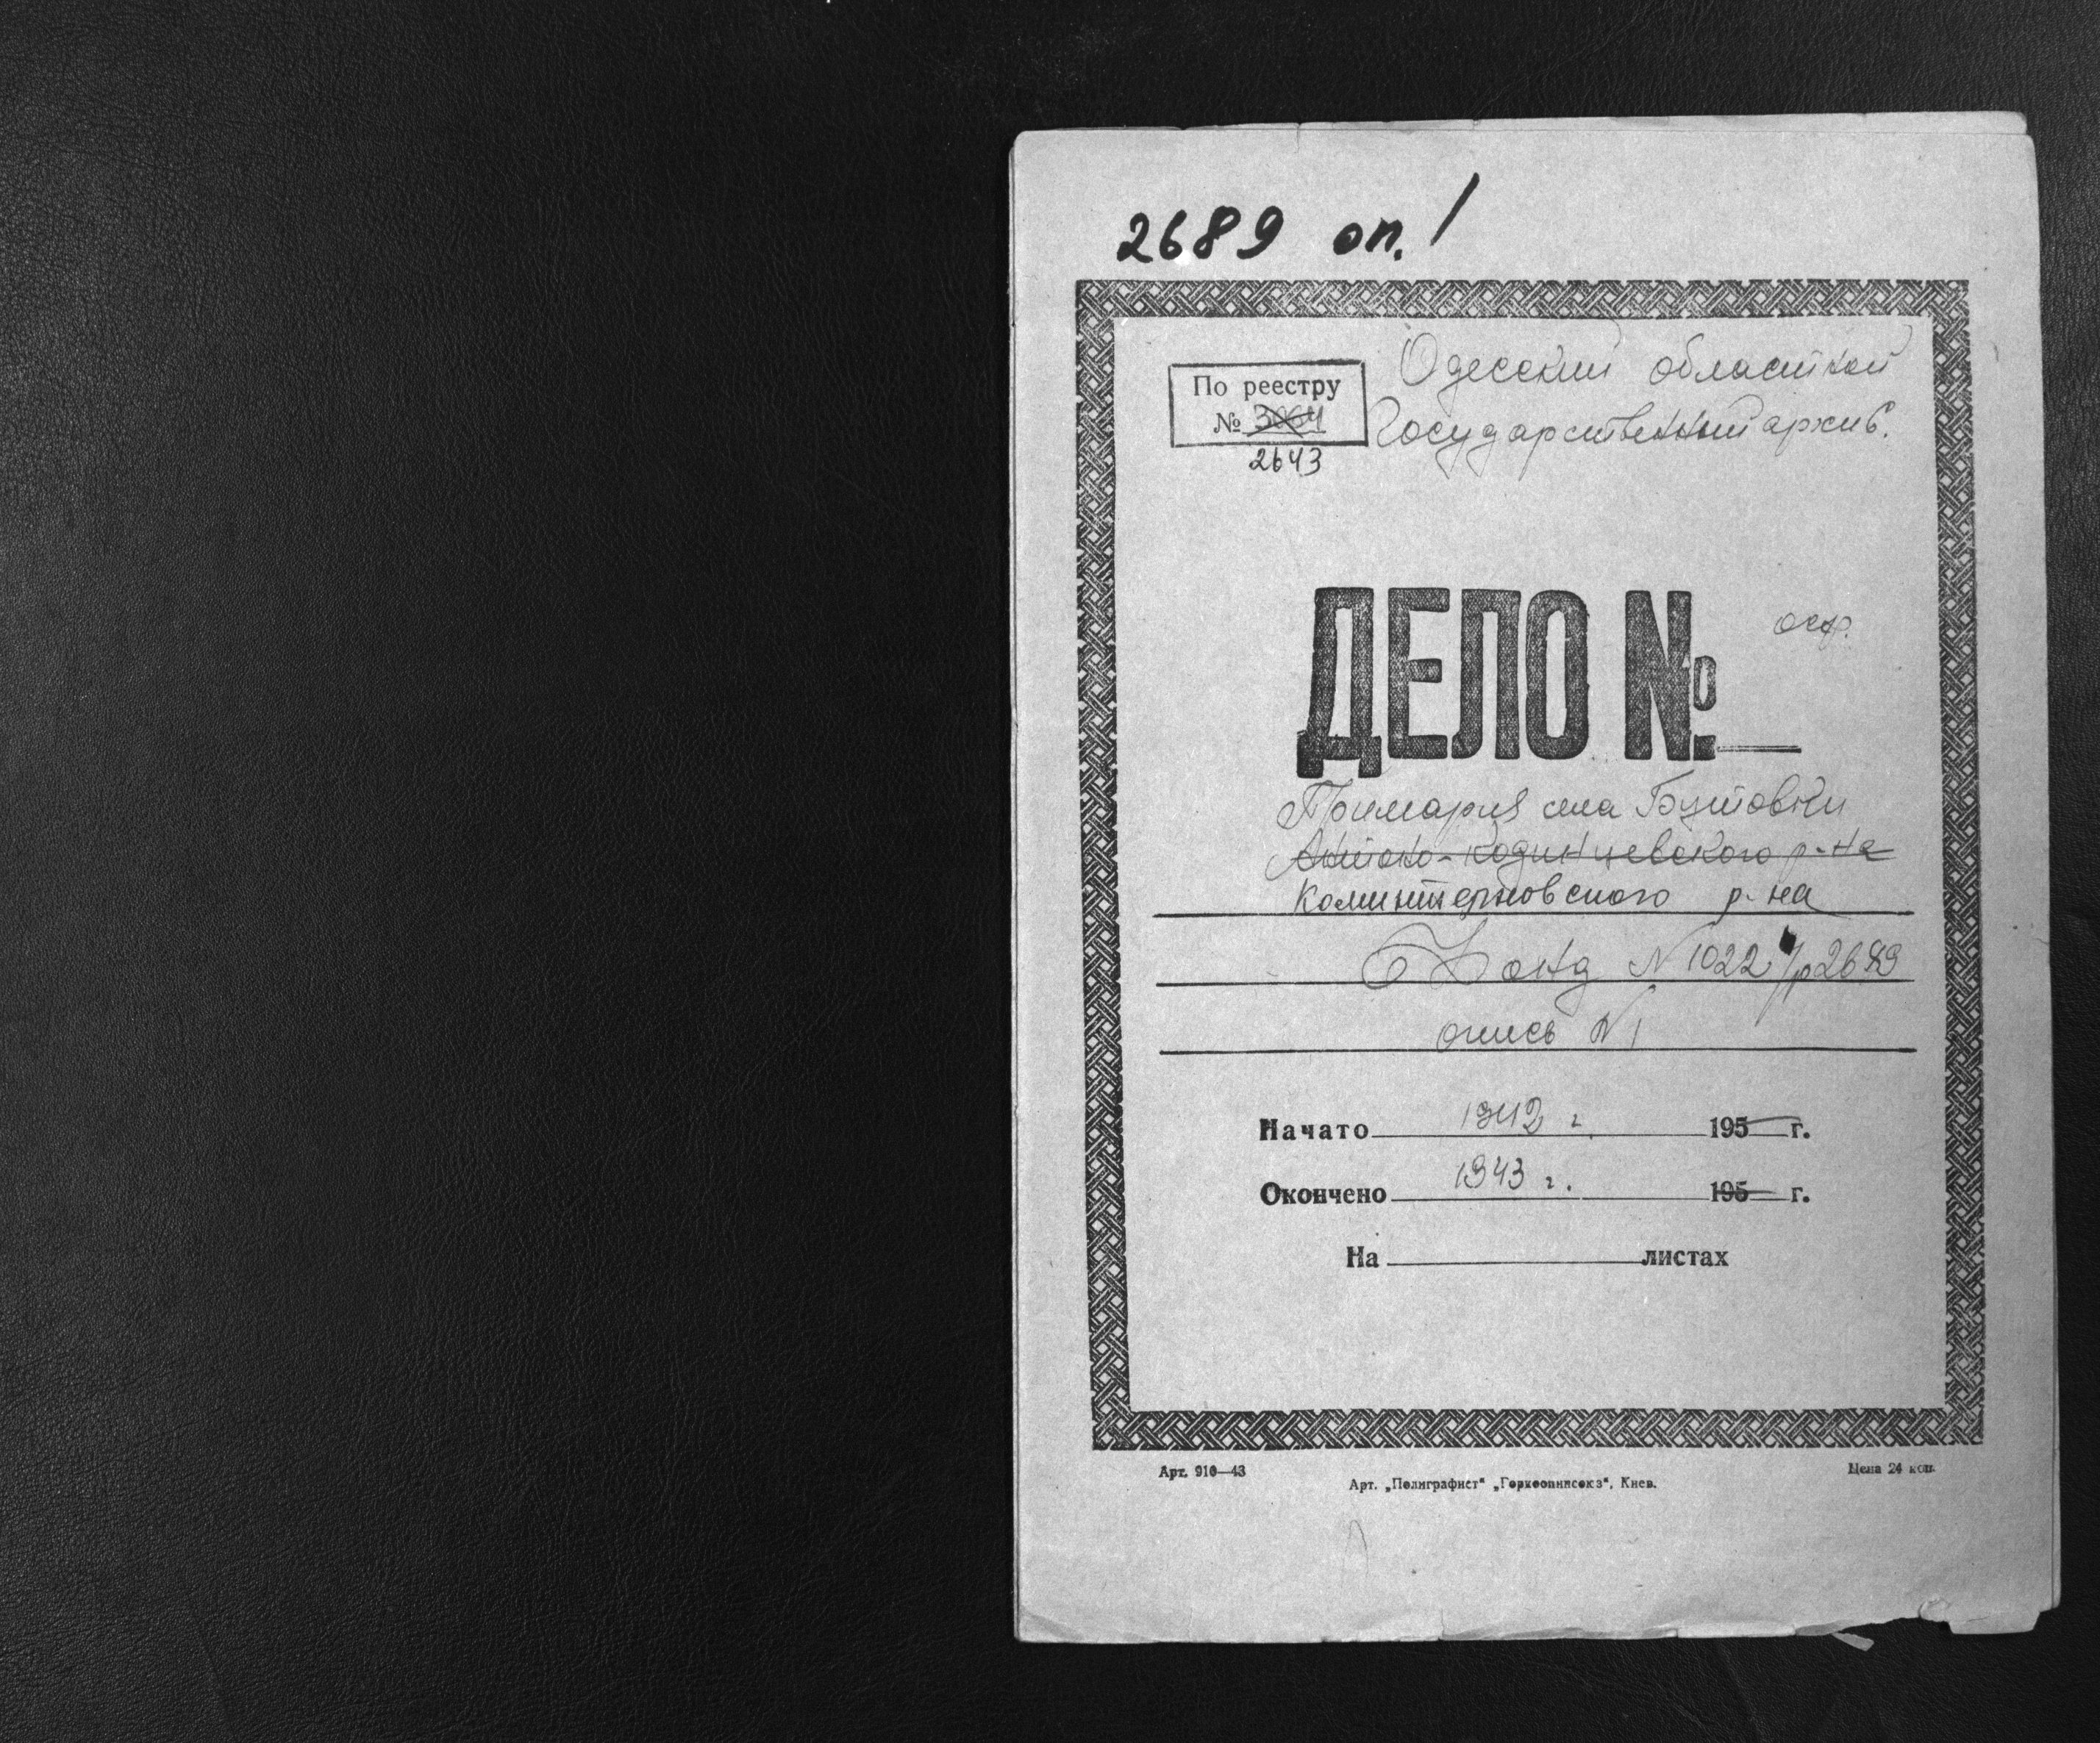 2689 оп. 1
Одесский областной
Государственный архив.
По реестру
№ 3064
2643
ДЕЛО №
Примария села Бутовки
Антоно-Кодинцевского р-на
Коминтерновского р-на
Фонд N 1022 р2689
опись N 1
Начато 1942 г. 195 г.
Окончено 1943 г. 195 г.
На листах
Арт. 910—43
Цена 24 коп.
Арт. „Полиграфист“ „Горкоопинсоюз“, Киев.